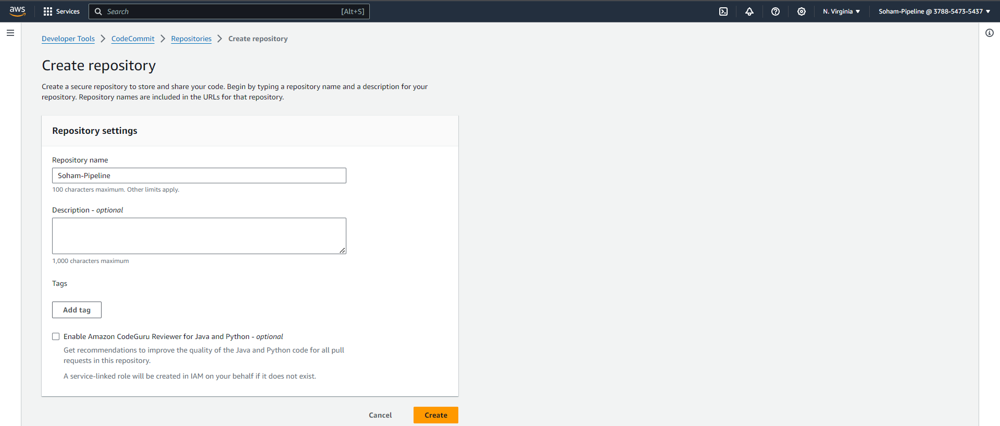 aws Services Search [Alt+S] N. Virginia Soham-Pipeline @ 3788-5473-5437
Developer Tools CodeCommit Repositories Create repository
Create repository
Create a secure repository to store and share your code. Begin by typing a repository name and a description for your
repository. Repository names are included in the URLs for that repository.
Repository settings
Repository name
Soham-Pipeline
100 characters maximum. Other limits apply.
Description - optional
1,000 characters maximum
Tags
Add tag
Enable Amazon CodeGuru Reviewer for Java and Python - optional
Get recommendations to improve the quality of the Java and Python code for all pull
requests in this repository.
A service-linked role will be created in IAM on your behalf if it does not exist.
Cancel Create